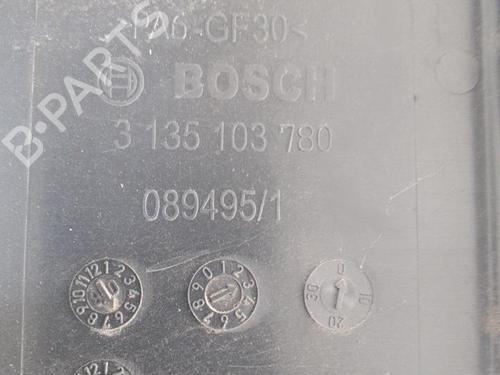 >PA6-GF30<
BOSCH
3 135 103 780
089495/1
B-PARTS